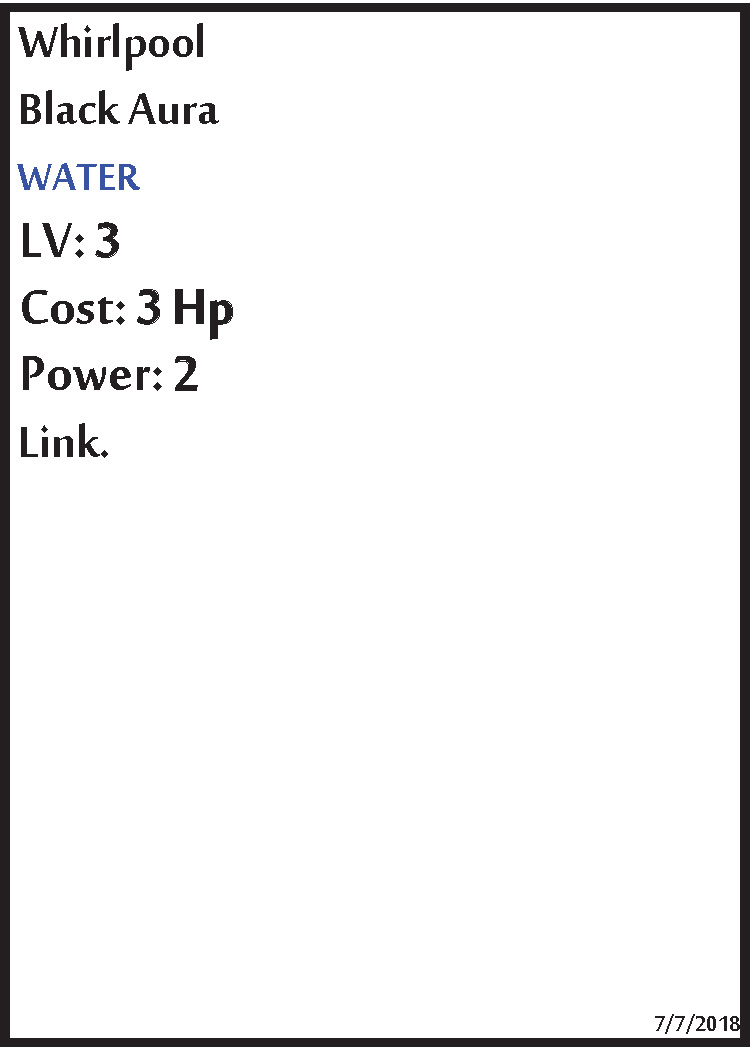 Whirlpool
Black Aura
WATER
LV: 3
Cost: 3 Hp
Power: 2
Link.
7/7/2018